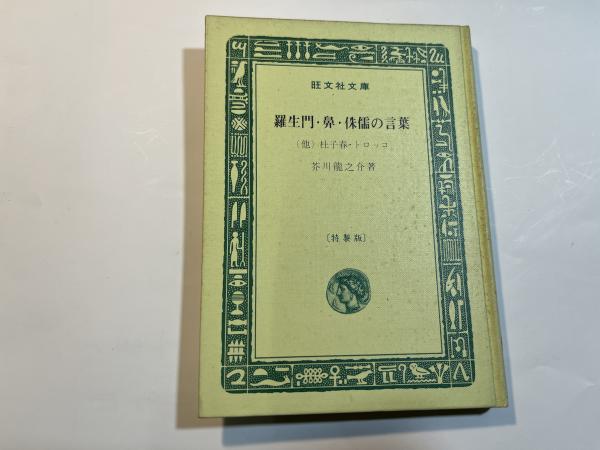 旺文社文庫
羅生門・鼻・侏儒の言葉
(他) 杜子春・トロッコ
芥川龍之介著
〔特製版〕